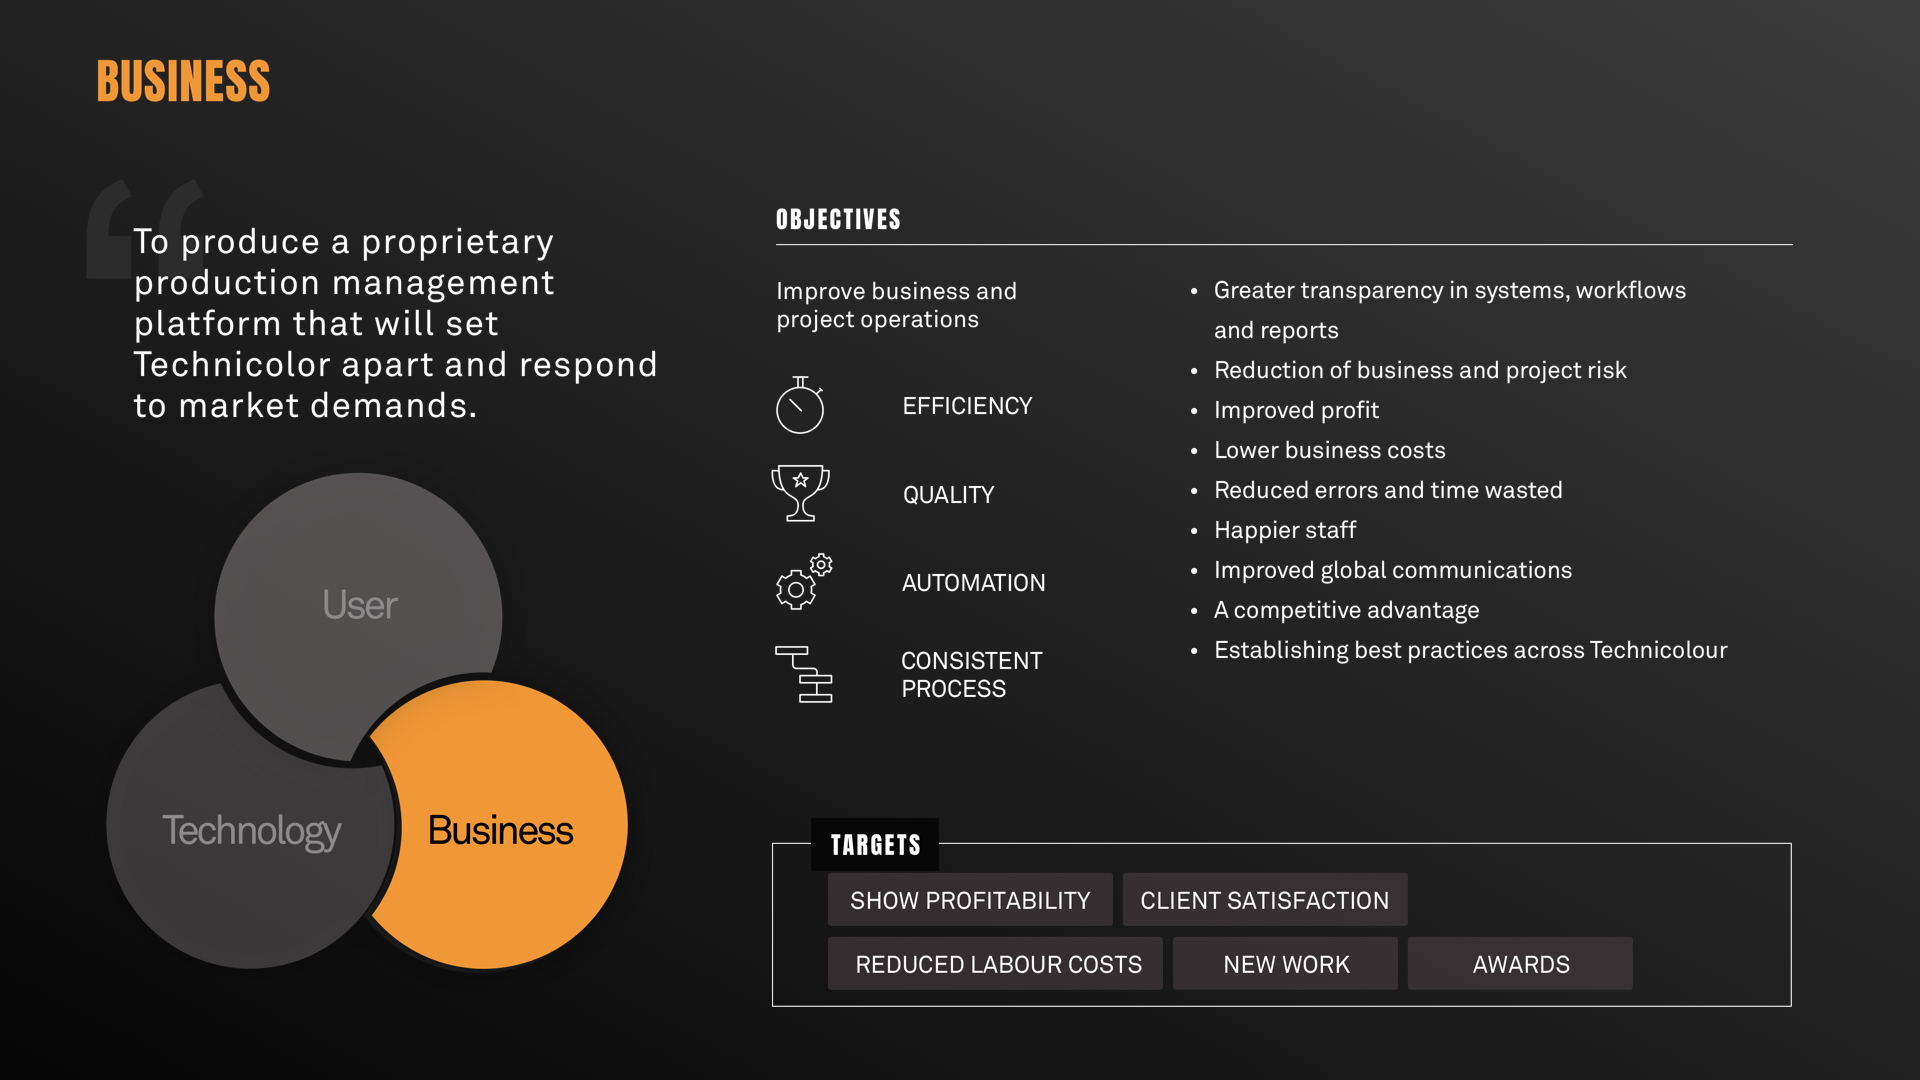 BUSINESS
“
To produce a proprietary
production management
platform that will set
Technicolor apart and respond
to market demands.
User
Technology
Business
OBJECTIVES
Improve business and
project operations
EFFICIENCY
QUALITY
AUTOMATION
CONSISTENT
PROCESS
• Greater transparency in systems, workflows
and reports
• Reduction of business and project risk
• Improved profit
• Lower business costs
• Reduced errors and time wasted
• Happier staff
• Improved global communications
• A competitive advantage
• Establishing best practices across Technicolour
TARGETS
SHOW PROFITABILITY
CLIENT SATISFACTION
REDUCED LABOUR COSTS
NEW WORK
AWARDS